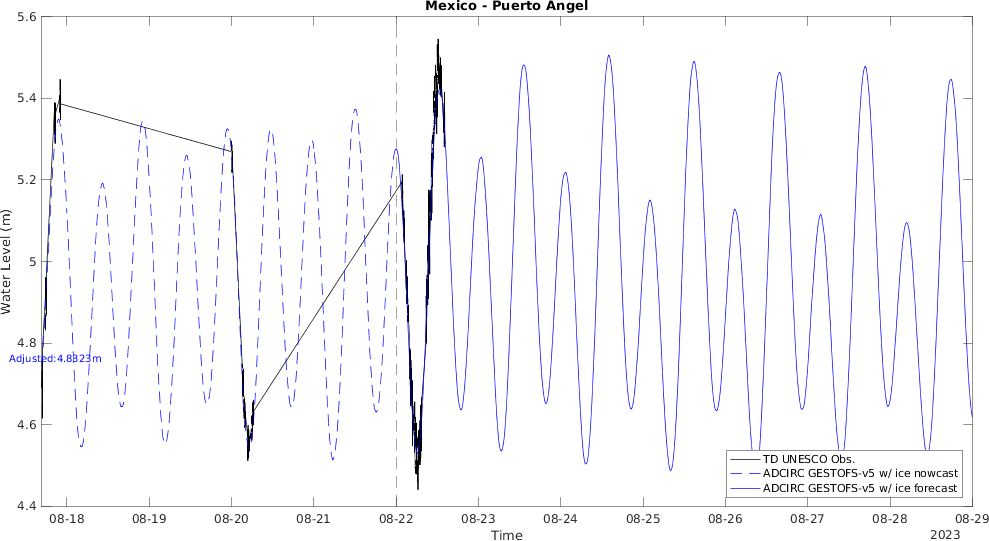 Mexico - Puerto Angel
Water Level (m)
5.6
5.4
5.2
5
4.8
4.6
4.4
Adjusted:4.8323m
TD UNESCO Obs.
ADCIRC GESTOFS-v5 w/ ice nowcast
ADCIRC GESTOFS-v5 w/ ice forecast
08-18 08-19 08-20 08-21 08-22 08-23 08-24 08-25 08-26 08-27 08-28 08-29
Time
2023